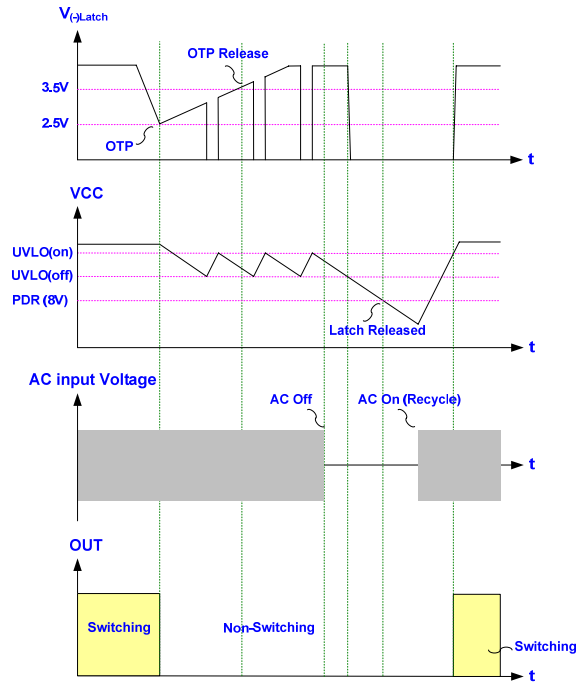 V(-)Latch
OTP Release
3.5V
2.5V
OTP
t
VCC
UVLO(on)
UVLO(off)
PDR (8V)
Latch Released
t
AC input Voltage
AC Off
AC On (Recycle)
t
OUT
Switching
Non-Switching
Switching
t